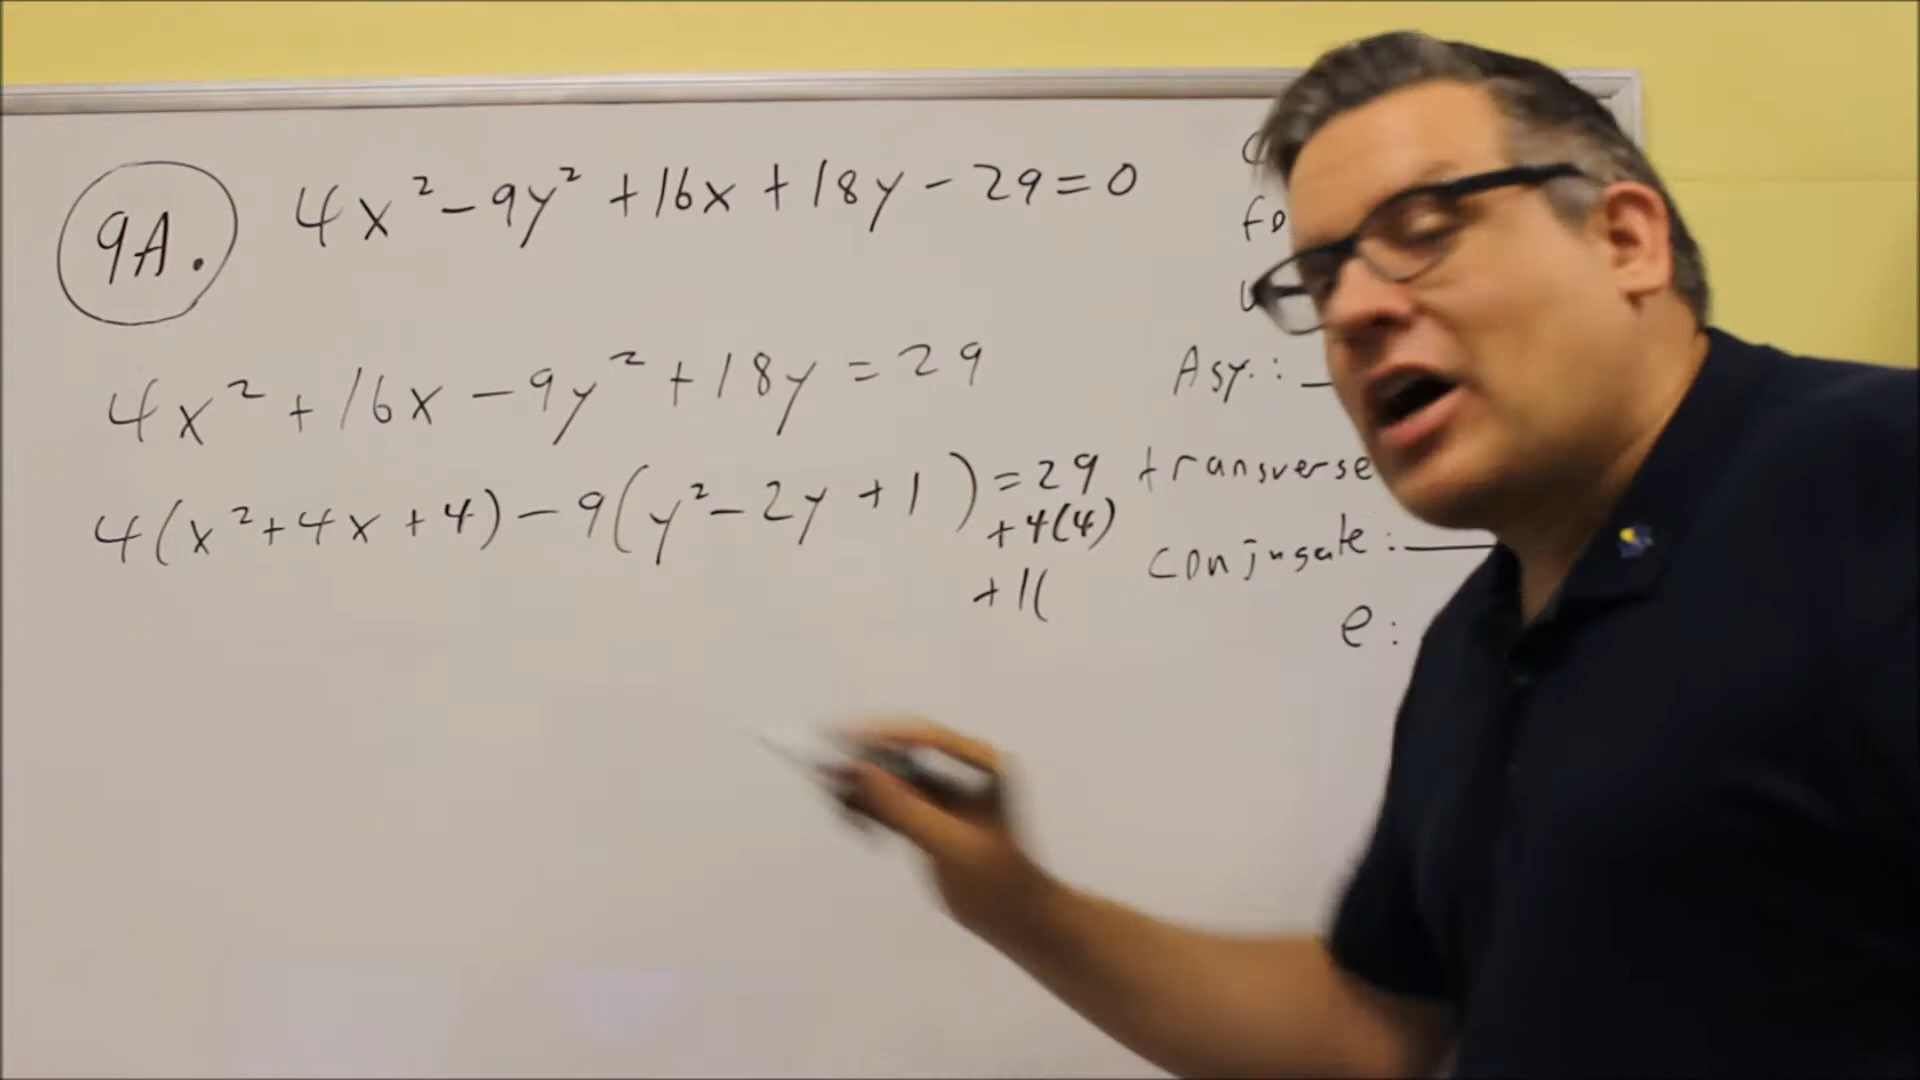 9A. 4x² - 9y² + 16x + 18y - 29 = 0
4x² + 16x - 9y² + 18y = 29
4(x² + 4x + 4) - 9(y² - 2y + 1) = 29
+4(4)
+1(
Asy.:
transverse
conjugate:
e: